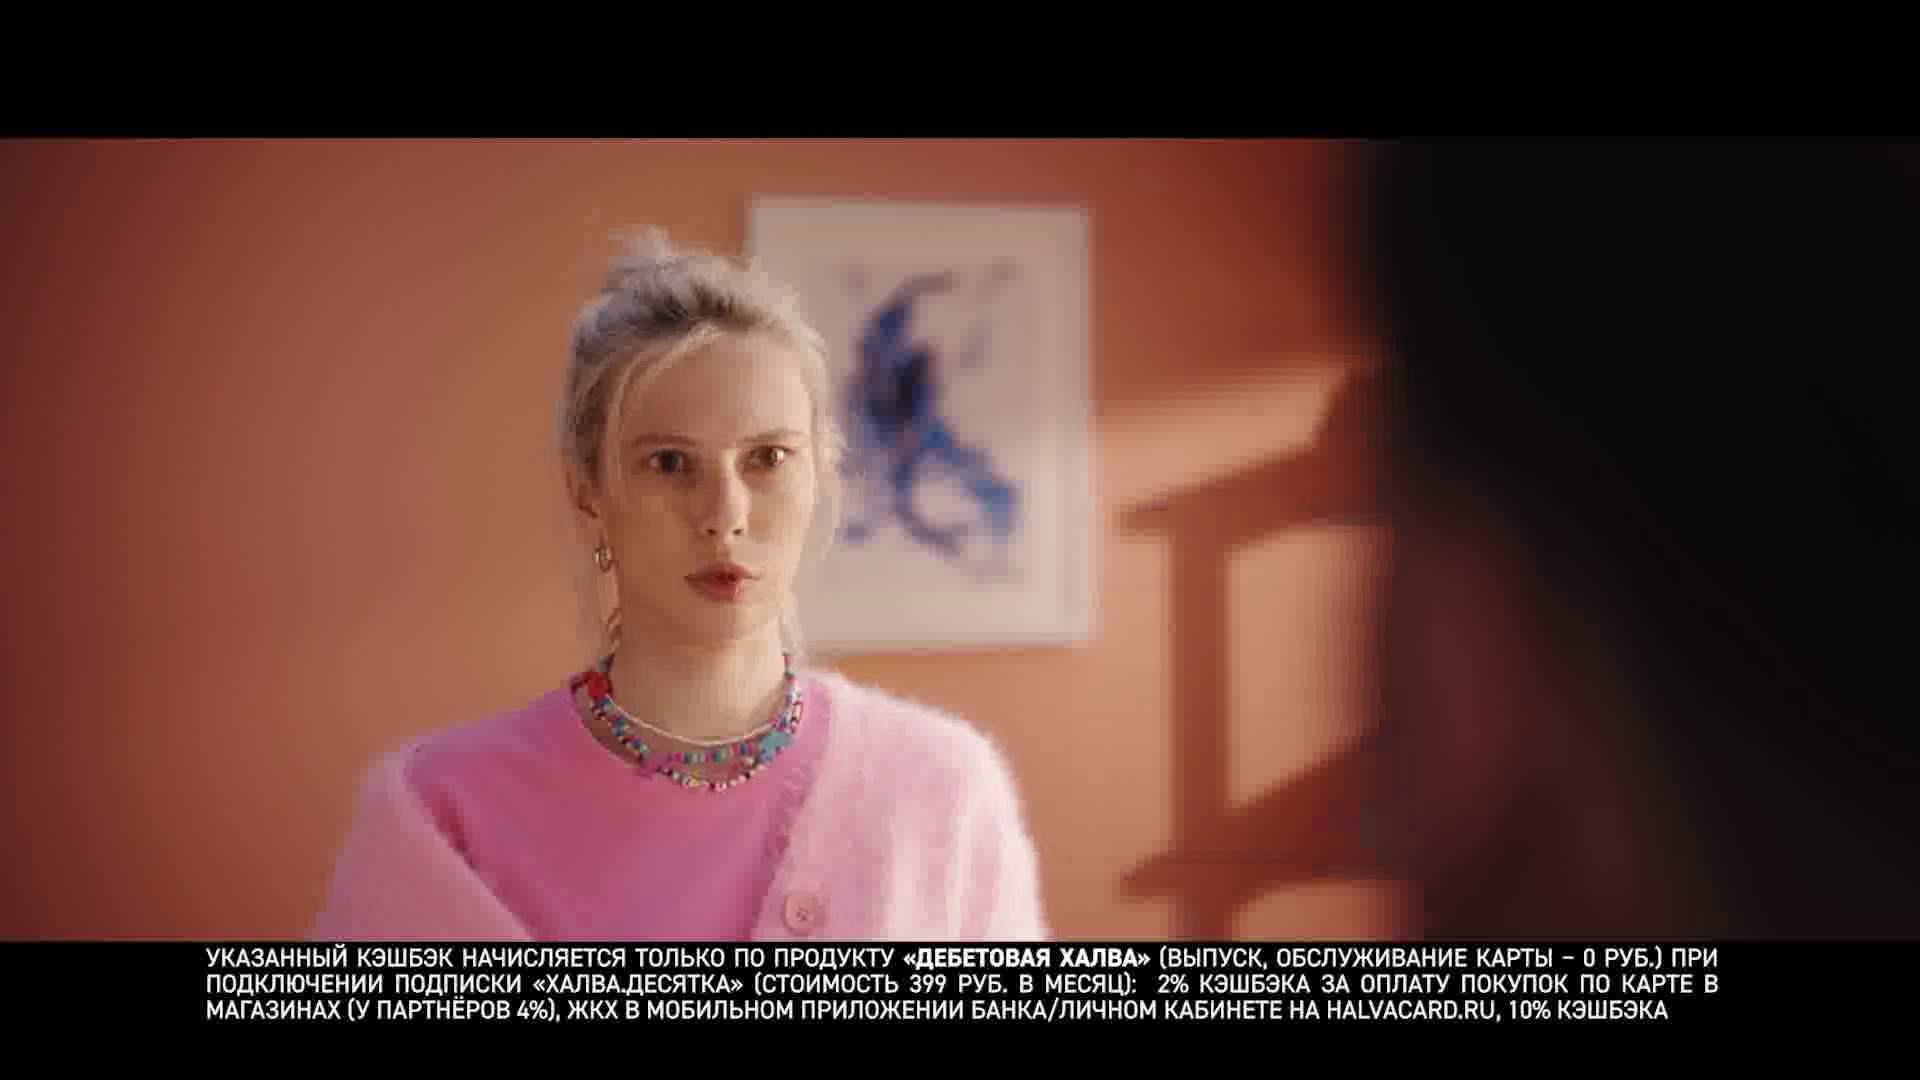 УКАЗАННЫЙ КЭШБЭК НАЧИСЛЯЕТСЯ ТОЛЬКО ПО ПРОДУКТУ «ДЕБЕТОВАЯ ХАЛВА» (ВЫПУСК, ОБСЛУЖИВАНИЕ КАРТЫ – 0 РУБ.) ПРИ
ПОДКЛЮЧЕНИИ ПОДПИСКИ «ХАЛВА.ДЕСЯТКА» (СТОИМОСТЬ 399 РУБ. В МЕСЯЦ): 2% КЭШБЭКА ЗА ОПЛАТУ ПОКУПОК ПО КАРТЕ В
МАГАЗИНАХ (У ПАРТНЁРОВ 4%), ЖКХ В МОБИЛЬНОМ ПРИЛОЖЕНИИ БАНКА/ЛИЧНОМ КАБИНЕТЕ НА HALVACARD.RU, 10% КЭШБЭКА